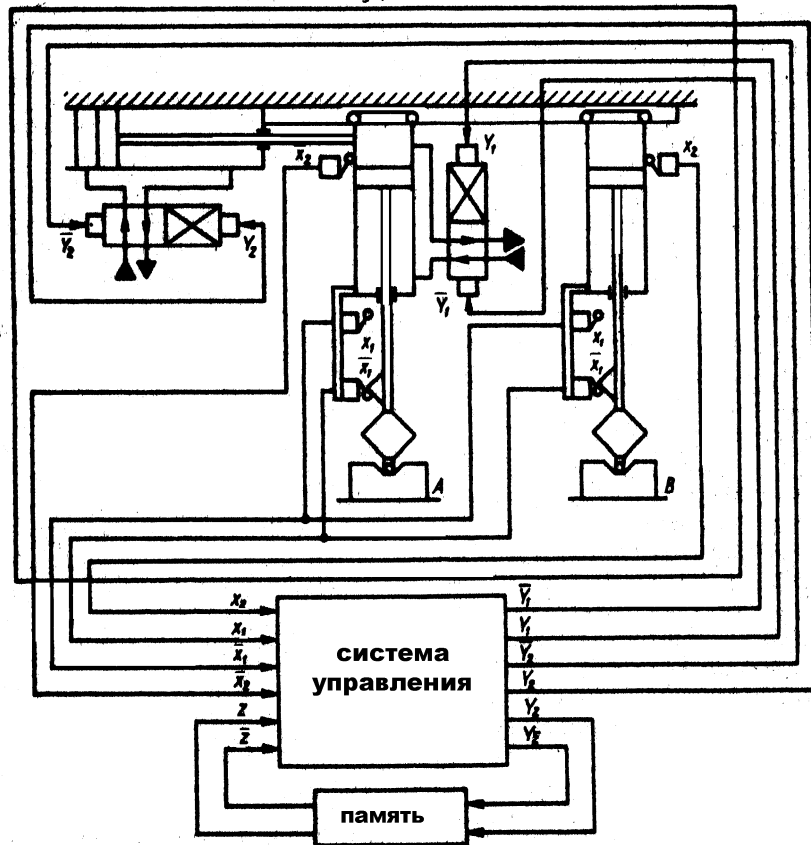 Y₁
x̄₂
x₂
Ȳ₂
Y₂
Ȳ₁
x₁
x₁
x̄₁
x̄₁
A
B
x₂
Ȳ₁
x₁
Y₁
x̄₁
система
Ȳ₂
x̄₂
управления
Y₂
z
Y₂
z̄
Y₂̄
память